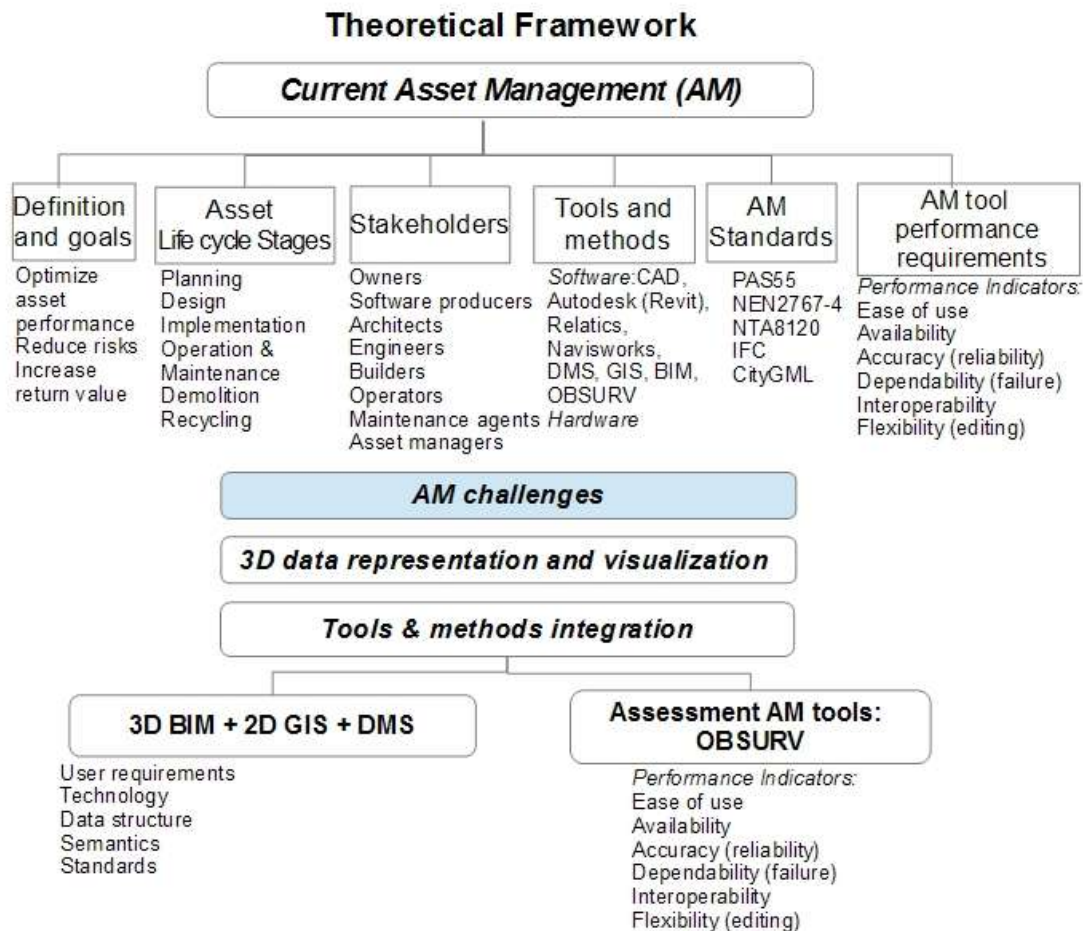 Theoretical Framework
Current Asset Management (AM)
Definition
and goals
Optimize
asset
performance
Reduce risks
Increase
return value
Asset
Life cycle Stages
Planning
Design
Implementation
Operation &
Maintenance
Demolition
Recycling
Stakeholders
Owners
Software producers
Architects
Engineers
Builders
Operators
Maintenance agents
Asset managers
Tools and
methods
Software:CAD,
Autodesk (Revit),
Relatics,
Navisworks,
DMS, GIS, BIM,
OBSURV
Hardware
AM
Standards
PAS55
NEN2767-4
NTA8120
IFC
CityGML
AM tool
performance
requirements
Performance Indicators:
Ease of use
Availability
Accuracy (reliability)
Dependability (failure)
Interoperability
Flexibility (editing)
AM challenges
3D data representation and visualization
Tools & methods integration
3D BIM + 2D GIS + DMS
User requirements
Technology
Data structure
Semantics
Standards
Assessment AM tools:
OBSURV
Performance Indicators:
Ease of use
Availability
Accuracy (reliability)
Dependability (failure)
Interoperability
Flexibility (editing)